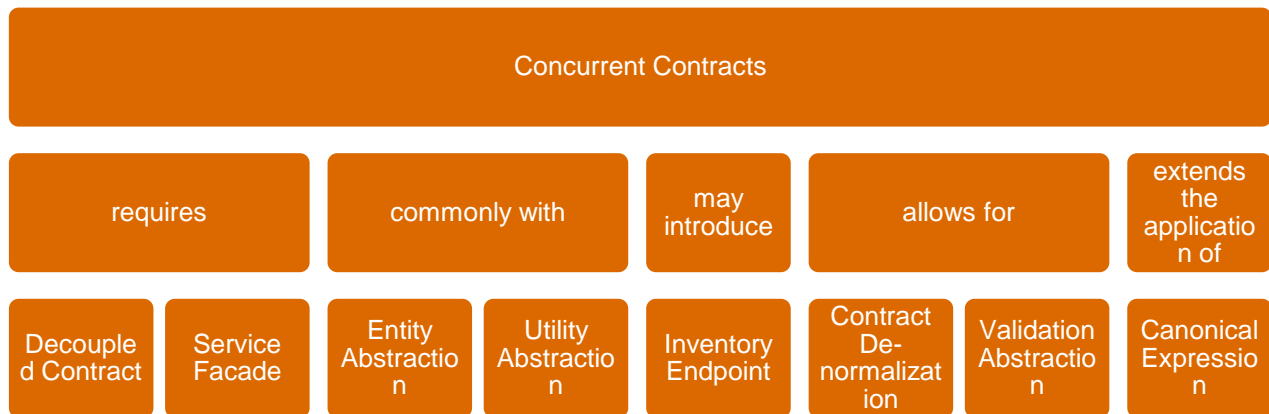 Concurrent Contracts
requires
commonly with
may
introduce
allows for
extends
the
applicatio
n of
Decouple
d Contract
Service
Facade
Entity
Abstractio
n
Utility
Abstractio
n
Inventory
Endpoint
Contract
De-
normalizat
ion
Validation
Abstractio
n
Canonical
Expressio
n